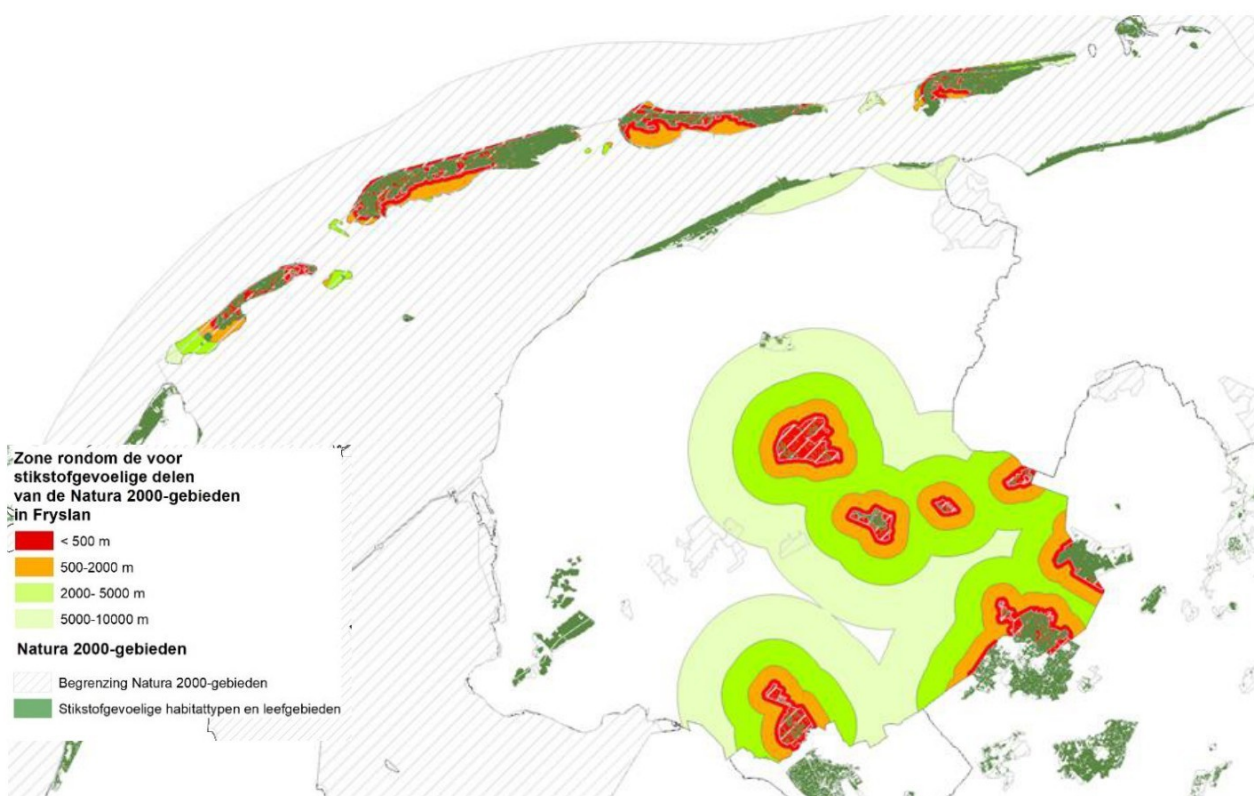 Zone rondom de voor
stikstofgevoelige delen
van de Natura 2000-gebieden
in Fryslan
< 500 m
500-2000 m
2000- 5000 m
5000-10000 m
Natura 2000-gebieden
Begrenzing Natura 2000-gebieden
Stikstofgevoelige habitattypen en leefgebieden